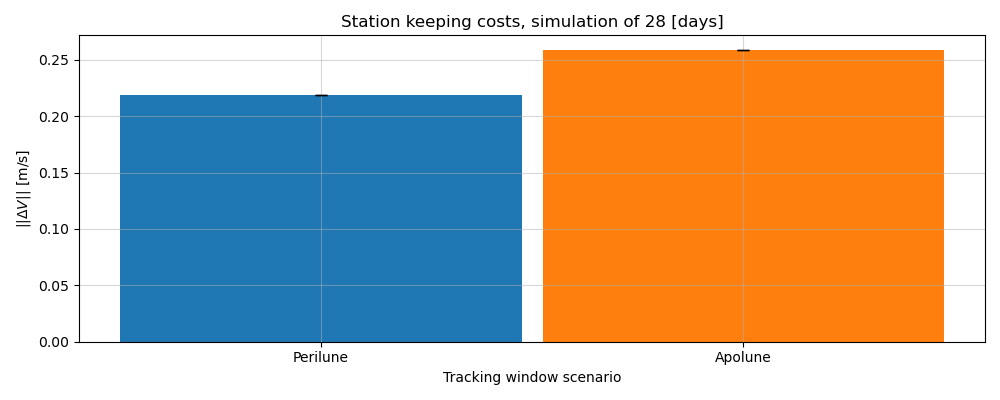 Station keeping costs, simulation of 28 [days]
0.25
0.20
0.15
0.10
0.05
0.00
||ΔV|| [m/s]
Perilune
Apolune
Tracking window scenario